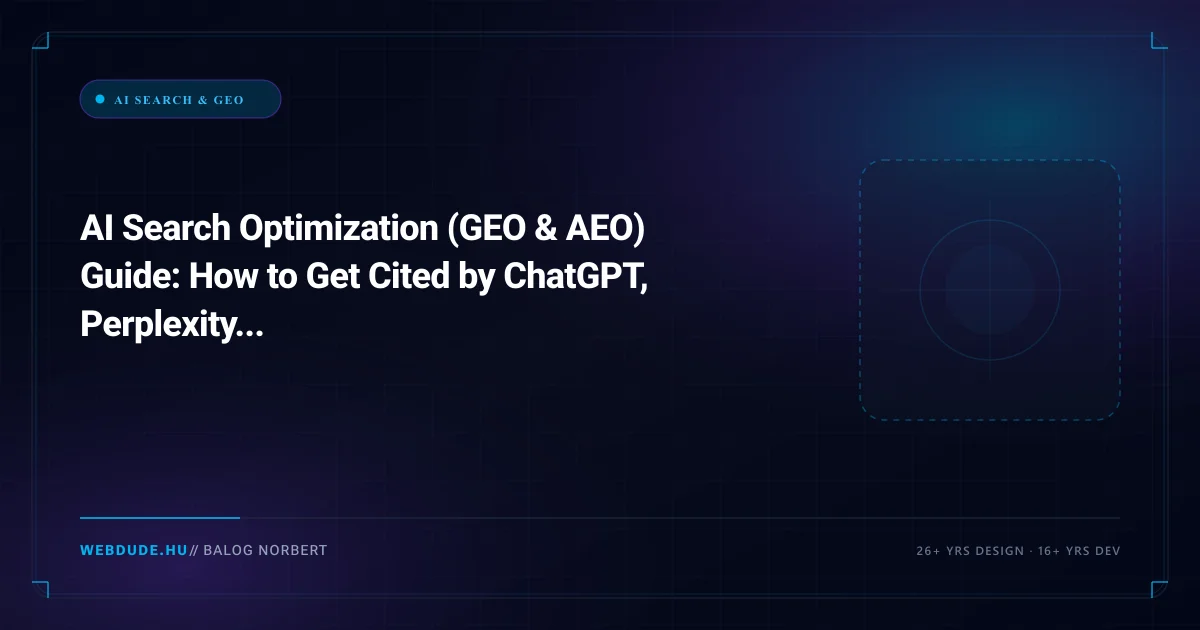 AI SEARCH & GEO
AI Search Optimization (GEO & AEO)
Guide: How to Get Cited by ChatGPT,
Perplexity...
WEBDUDE.HU // BALOG NORBERT
26+ YRS DESIGN · 16+ YRS DEV